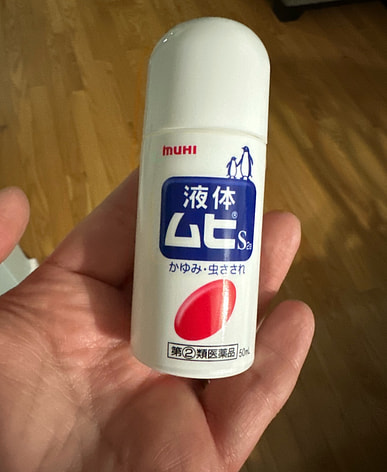 muHI
液体
ムヒ®S2a
かゆみ・虫さされ
第②類医薬品 50mL